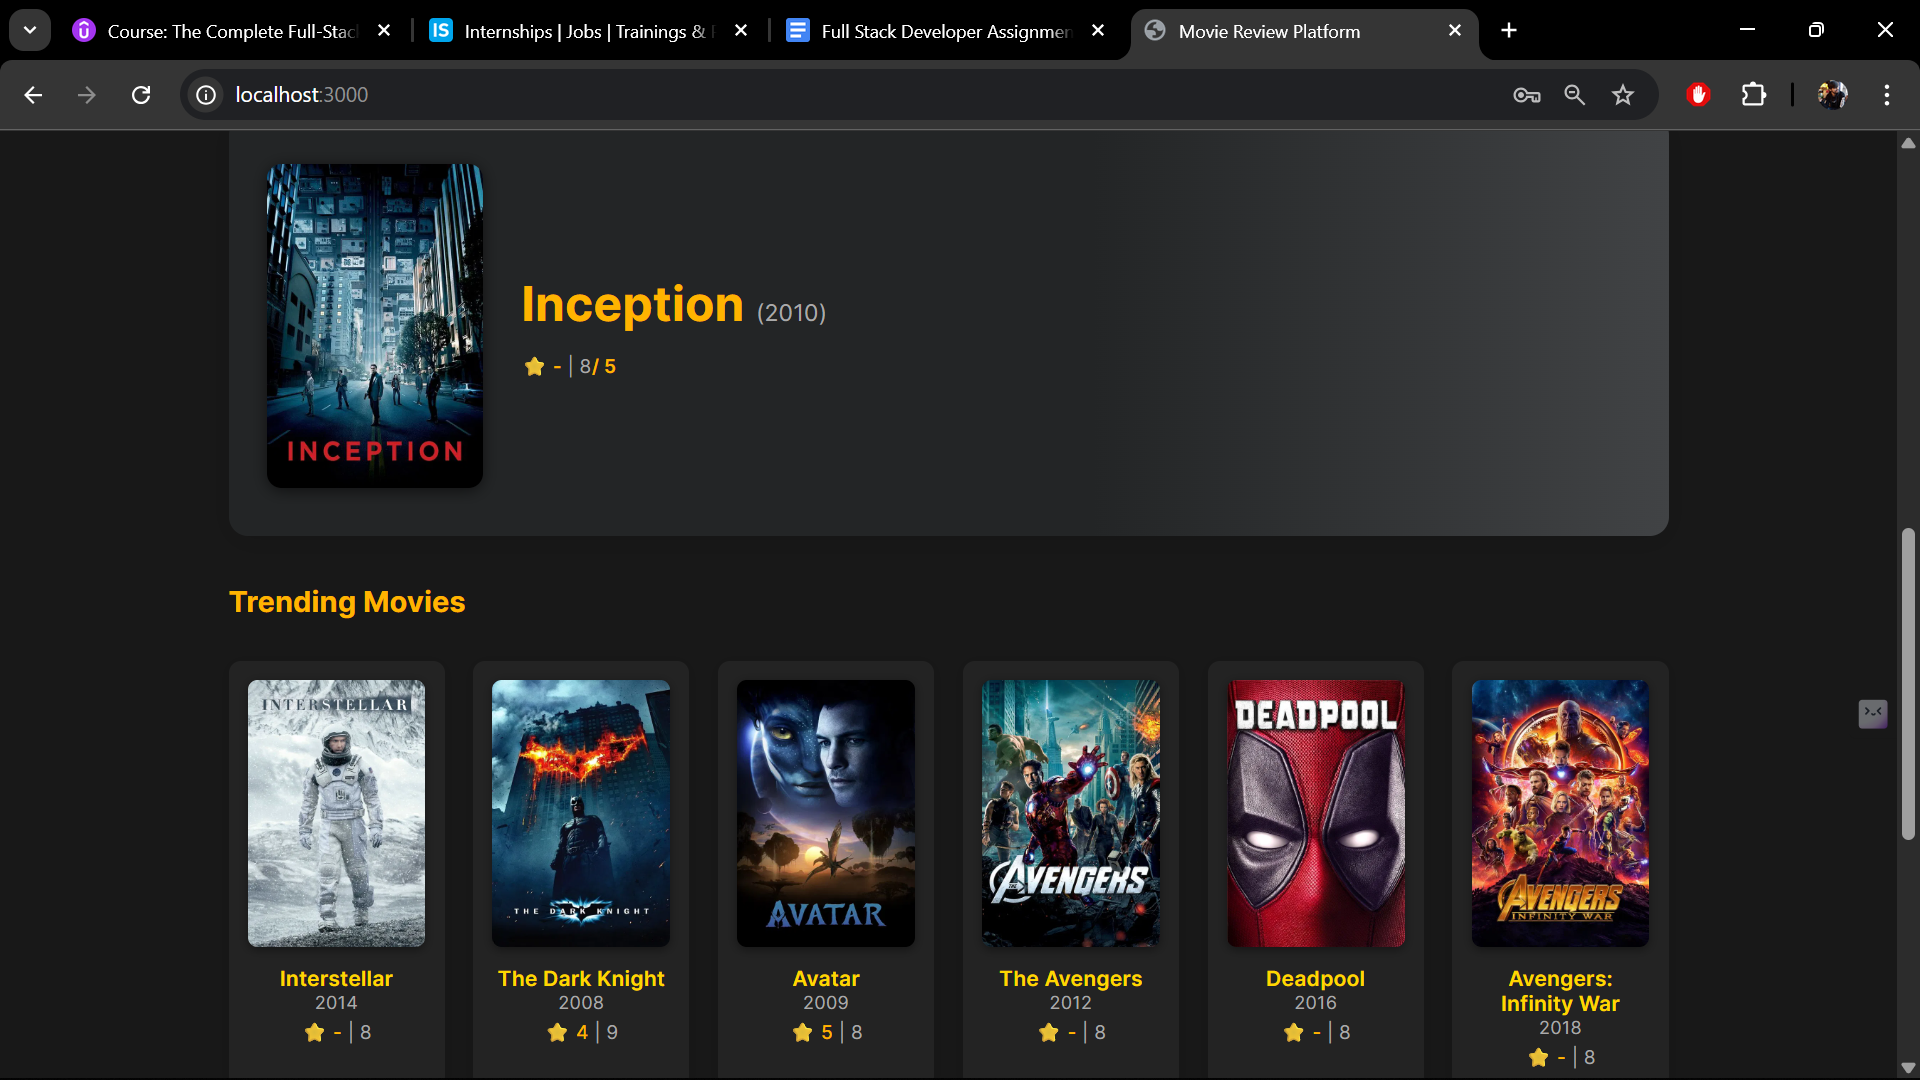 Course: The Complete Full-Stac
IS Internships | Jobs | Trainings &
Full Stack Developer Assignmen
Movie Review Platform
localhost:3000
INCEPTION
Inception (2010)
- | 8/ 5
Trending Movies
INTERSTELLAR
THE DARK KNIGHT
AVATAR
THE AVENGERS
DEADPOOL
AVENGERS
INFINITY WAR
Interstellar
2014
- | 8
The Dark Knight
2008
4 | 9
Avatar
2009
5 | 8
The Avengers
2012
- | 8
Deadpool
2016
- | 8
Avengers:
Infinity War
2018
- | 8